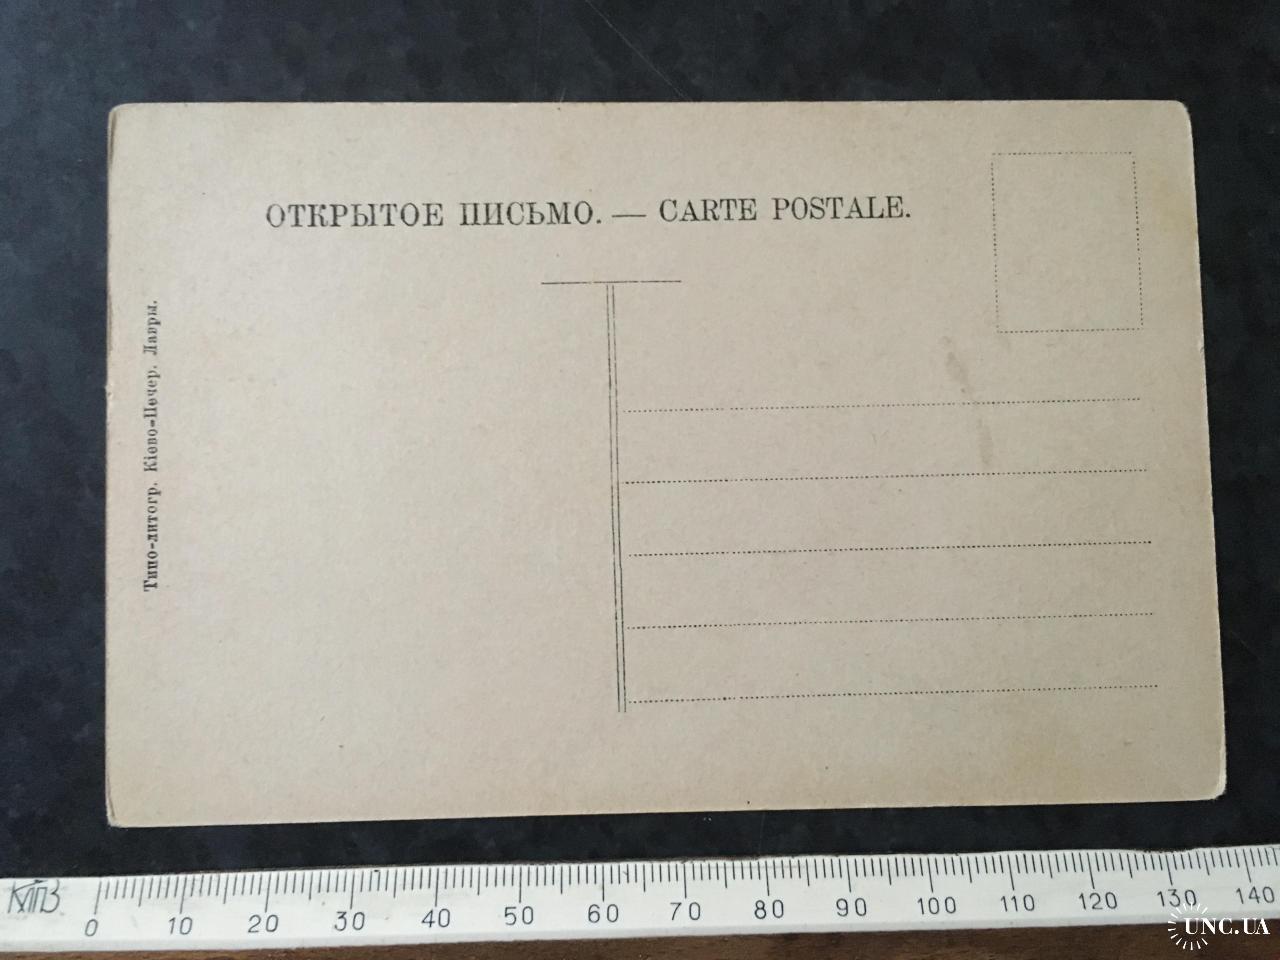 ОТКРЫТОЕ ПИСЬМО. — CARTE POSTALE.
Типо-литогр. Кіево-Печер. Лавры.
0 10 20 30 40 50 60 70 80 90 100 110 120 130 140
UNC.UA